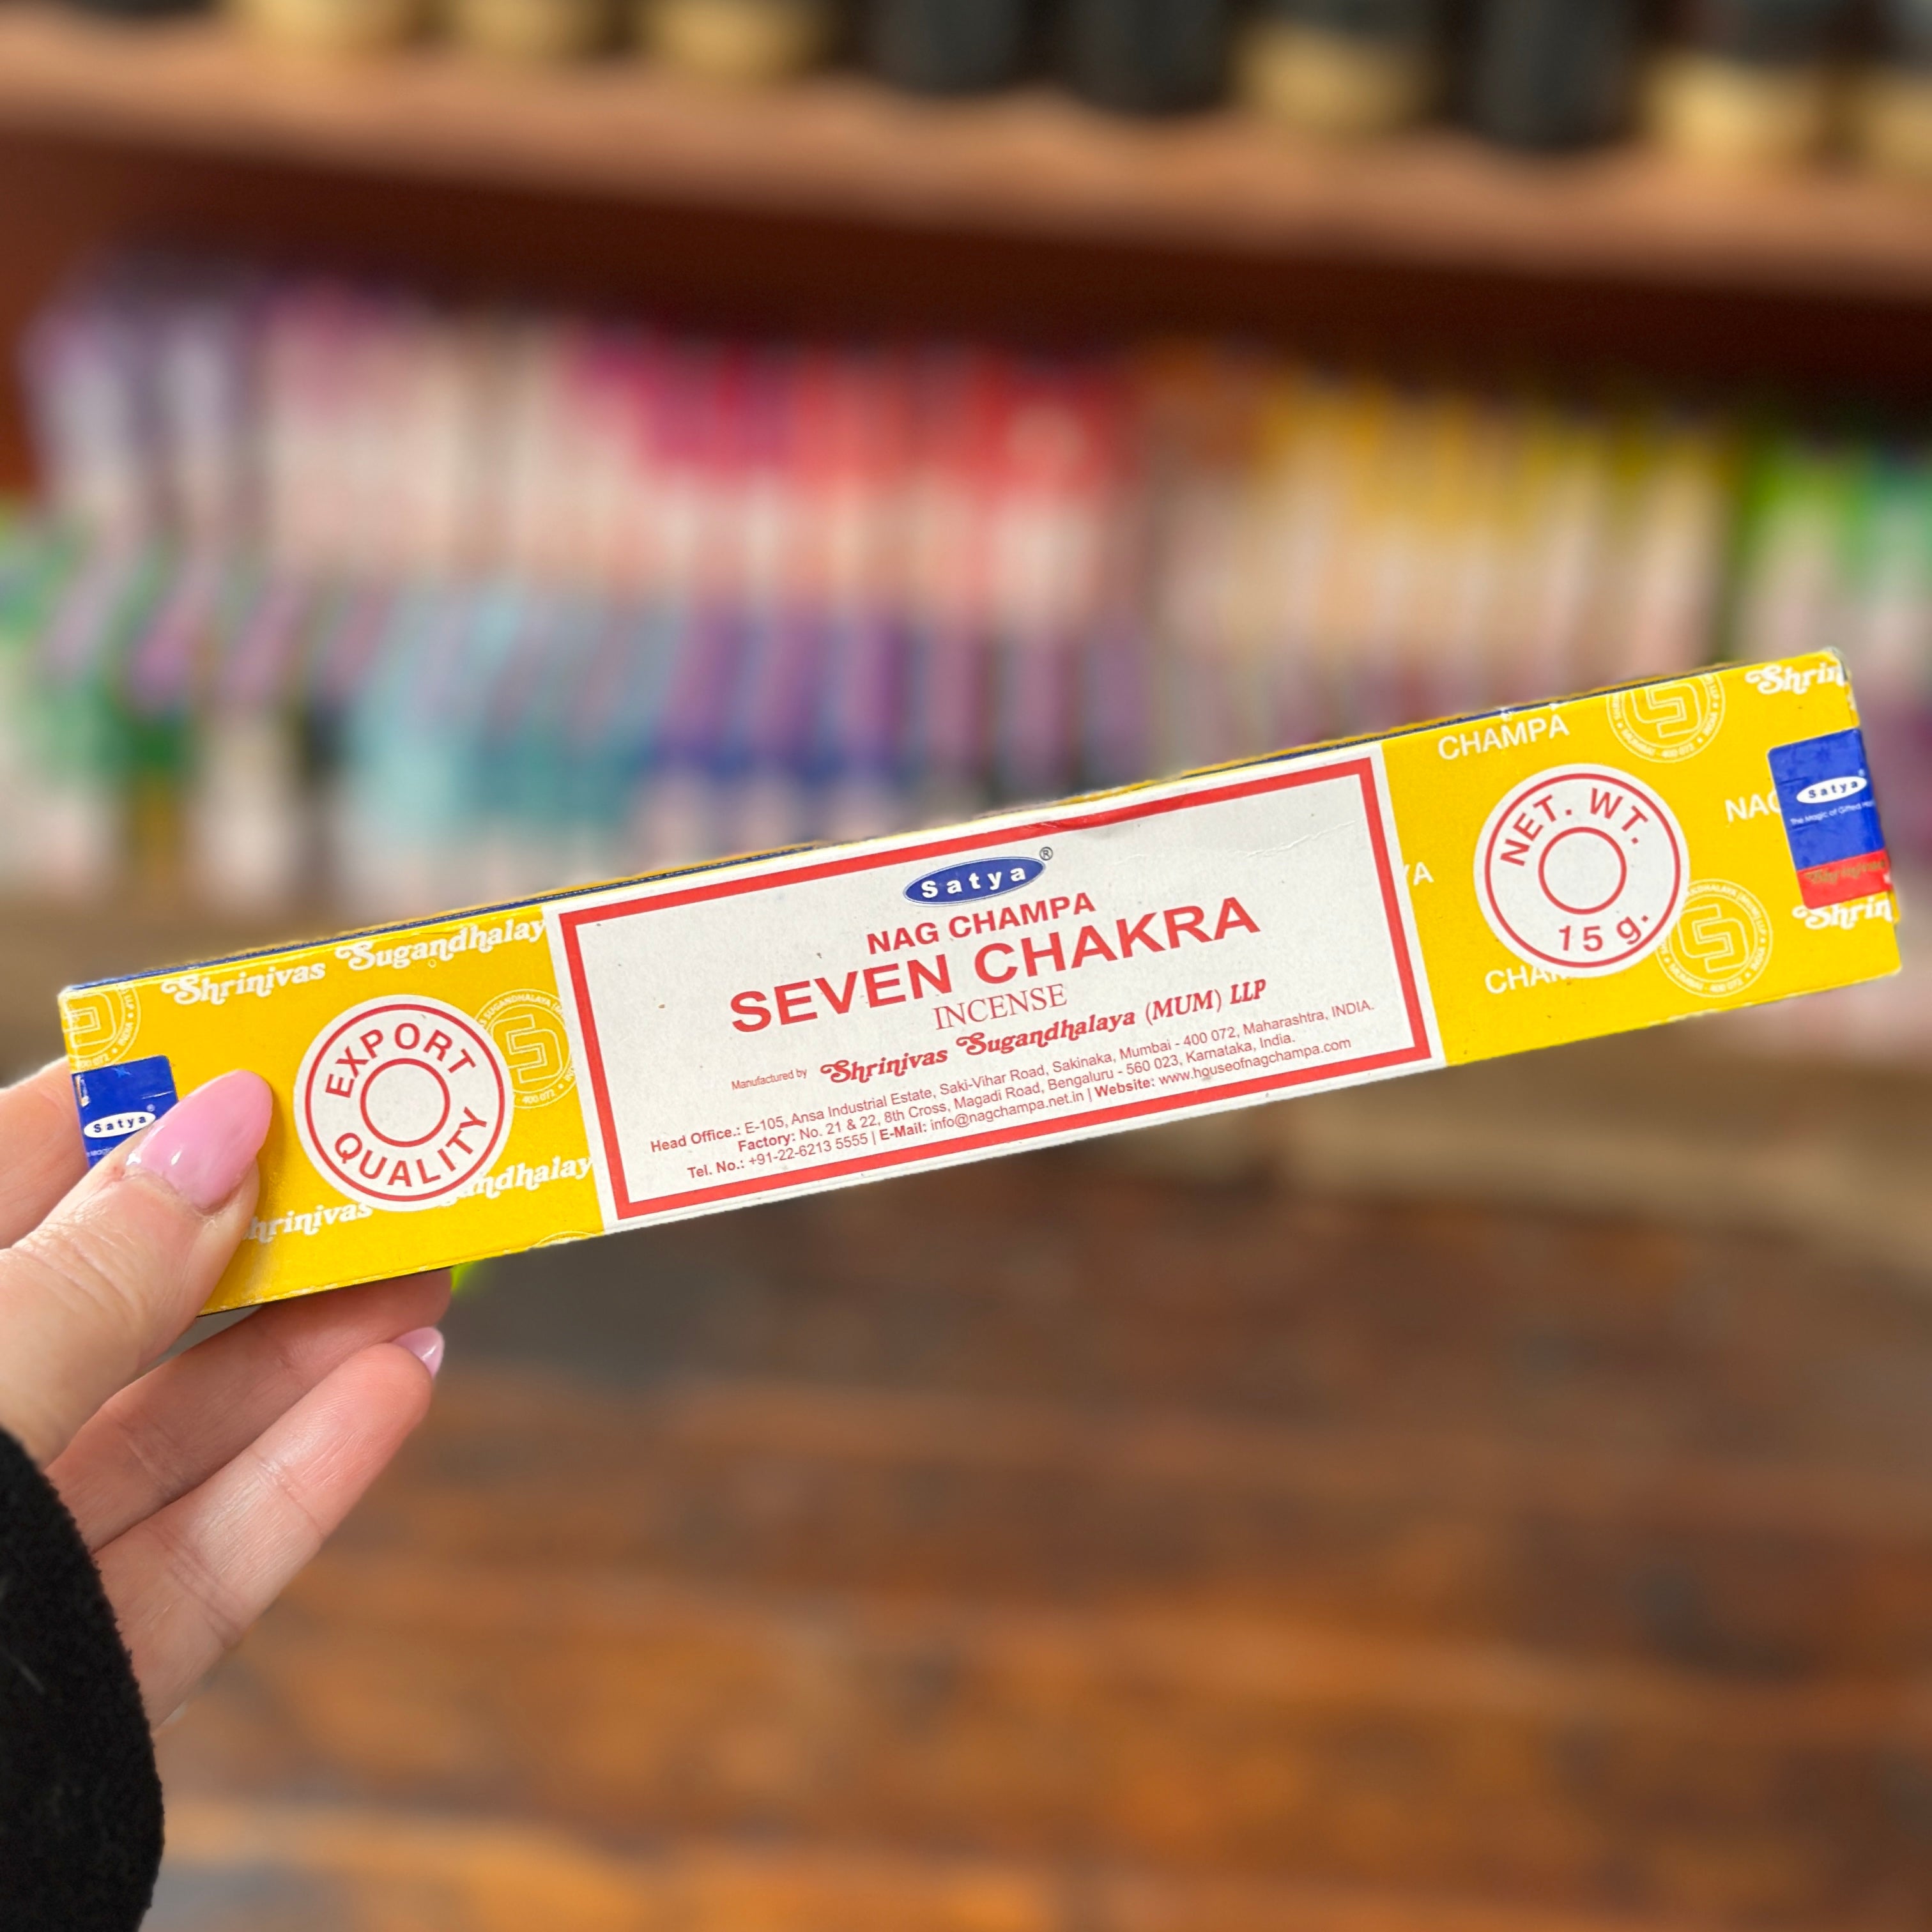 Shrinivas Sugandhalay
EXPORT
QUALITY
Satya
Satya®
NAG CHAMPA
SEVEN CHAKRA
INCENSE
Manufactured by Shrinivas Sugandhalaya (MUM) LLP
Head Office.: E-105, Ansa Industrial Estate, Saki-Vihar Road, Sakinaka, Mumbai - 400 072, Maharashtra, INDIA.
Factory: No. 21 & 22, 8th Cross, Magadi Road, Bengaluru - 560 023, Karnataka, India.
Tel. No.: +91-22-6213 5555 | E-Mail: info@nagchampa.net.in | Website: www.houseofnagchampa.com
CHAMPA
NET. WT.
15 g.
Satya